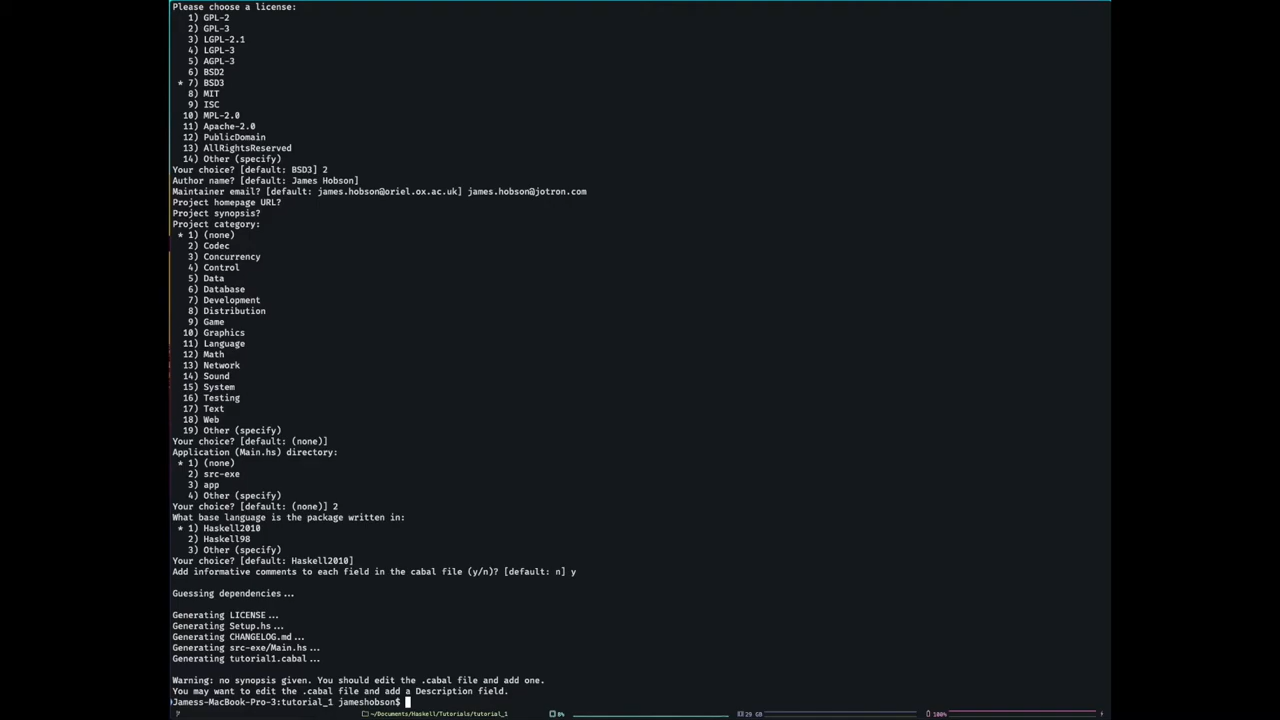 Please choose a license:
1) GPL-2
2) GPL-3
3) LGPL-2.1
4) LGPL-3
5) AGPL-3
6) BSD2
* 7) BSD3
8) MIT
9) ISC
10) MPL-2.0
11) Apache-2.0
12) PublicDomain
13) AllRightsReserved
14) Other (specify)
Your choice? [default: BSD3] 2
Author name? [default: James Hobson]
Maintainer email? [default: james.hobson@oriel.ox.ac.uk] james.hobson@jotron.com
Project homepage URL?
Project synopsis?
Project category:
* 1) (none)
2) Codec
3) Concurrency
4) Control
5) Data
6) Database
7) Development
8) Distribution
9) Game
10) Graphics
11) Language
12) Math
13) Network
14) Sound
15) System
16) Testing
17) Text
18) Web
19) Other (specify)
Your choice? [default: (none)]
Application (Main.hs) directory:
* 1) (none)
2) src-exe
3) app
4) Other (specify)
Your choice? [default: (none)] 2
What base language is the package written in:
* 1) Haskell2010
2) Haskell98
3) Other (specify)
Your choice? [default: Haskell2010]
Add informative comments to each field in the cabal file (y/n)? [default: n] y
Guessing dependencies...
Generating LICENSE...
Generating Setup.hs...
Generating CHANGELOG.md...
Generating src-exe/Main.hs...
Generating tutorial1.cabal...
Warning: no synopsis given. You should edit the .cabal file and add one.
You may want to edit the .cabal file and add a Description field.
Jamess-MacBook-Pro-3:tutorial_1 jameshobson$
~/Documents/Haskell/Tutorials/tutorial_1 8% 29 GB 100%